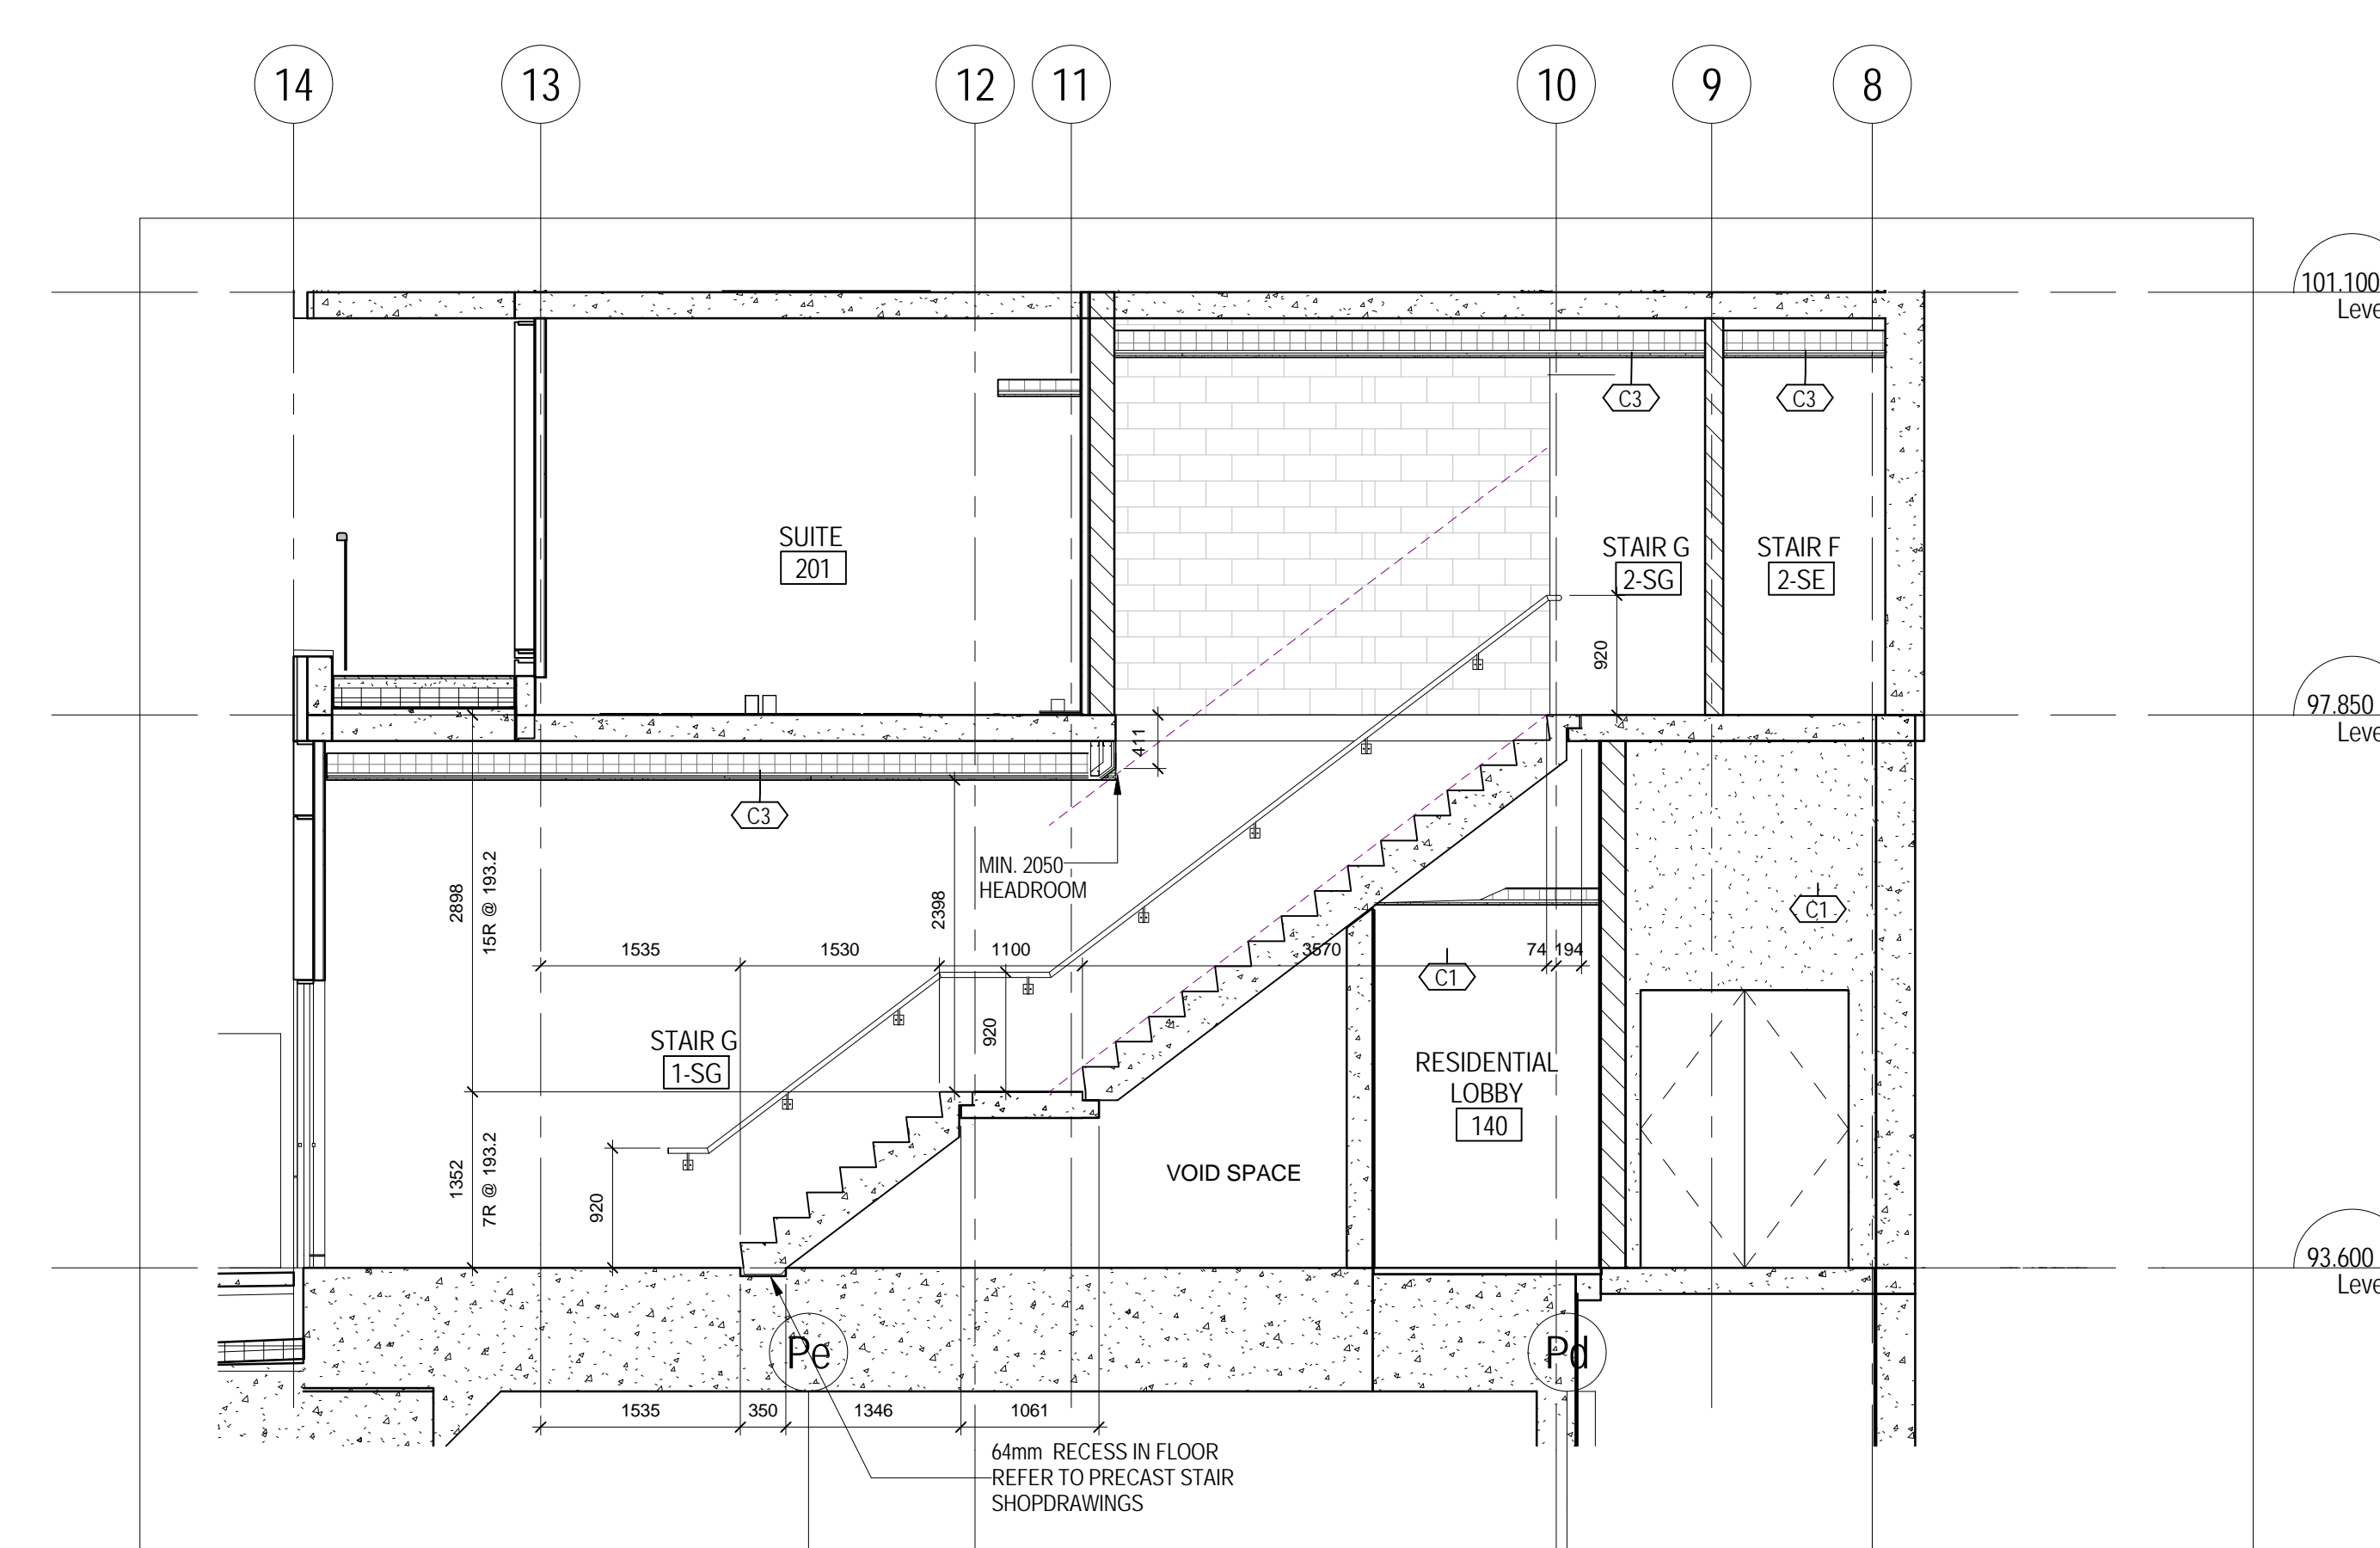 14
13
12
11
10
9
8
101.100
Leve
C3
C3
SUITE
201
STAIR G
2-SG
STAIR F
2-SE
920
97.850
Leve
411
C3
MIN. 2050
HEADROOM
2898
15R @ 193.2
2398
C1
1535
1530
1100
3570
74
194
C1
STAIR G
1-SG
920
RESIDENTIAL
LOBBY
140
VOID SPACE
1352
7R @ 193.2
920
93.600
Leve
Pe
Pd
1535
350
1346
1061
64mm RECESS IN FLOOR
REFER TO PRECAST STAIR
SHOPDRAWINGS